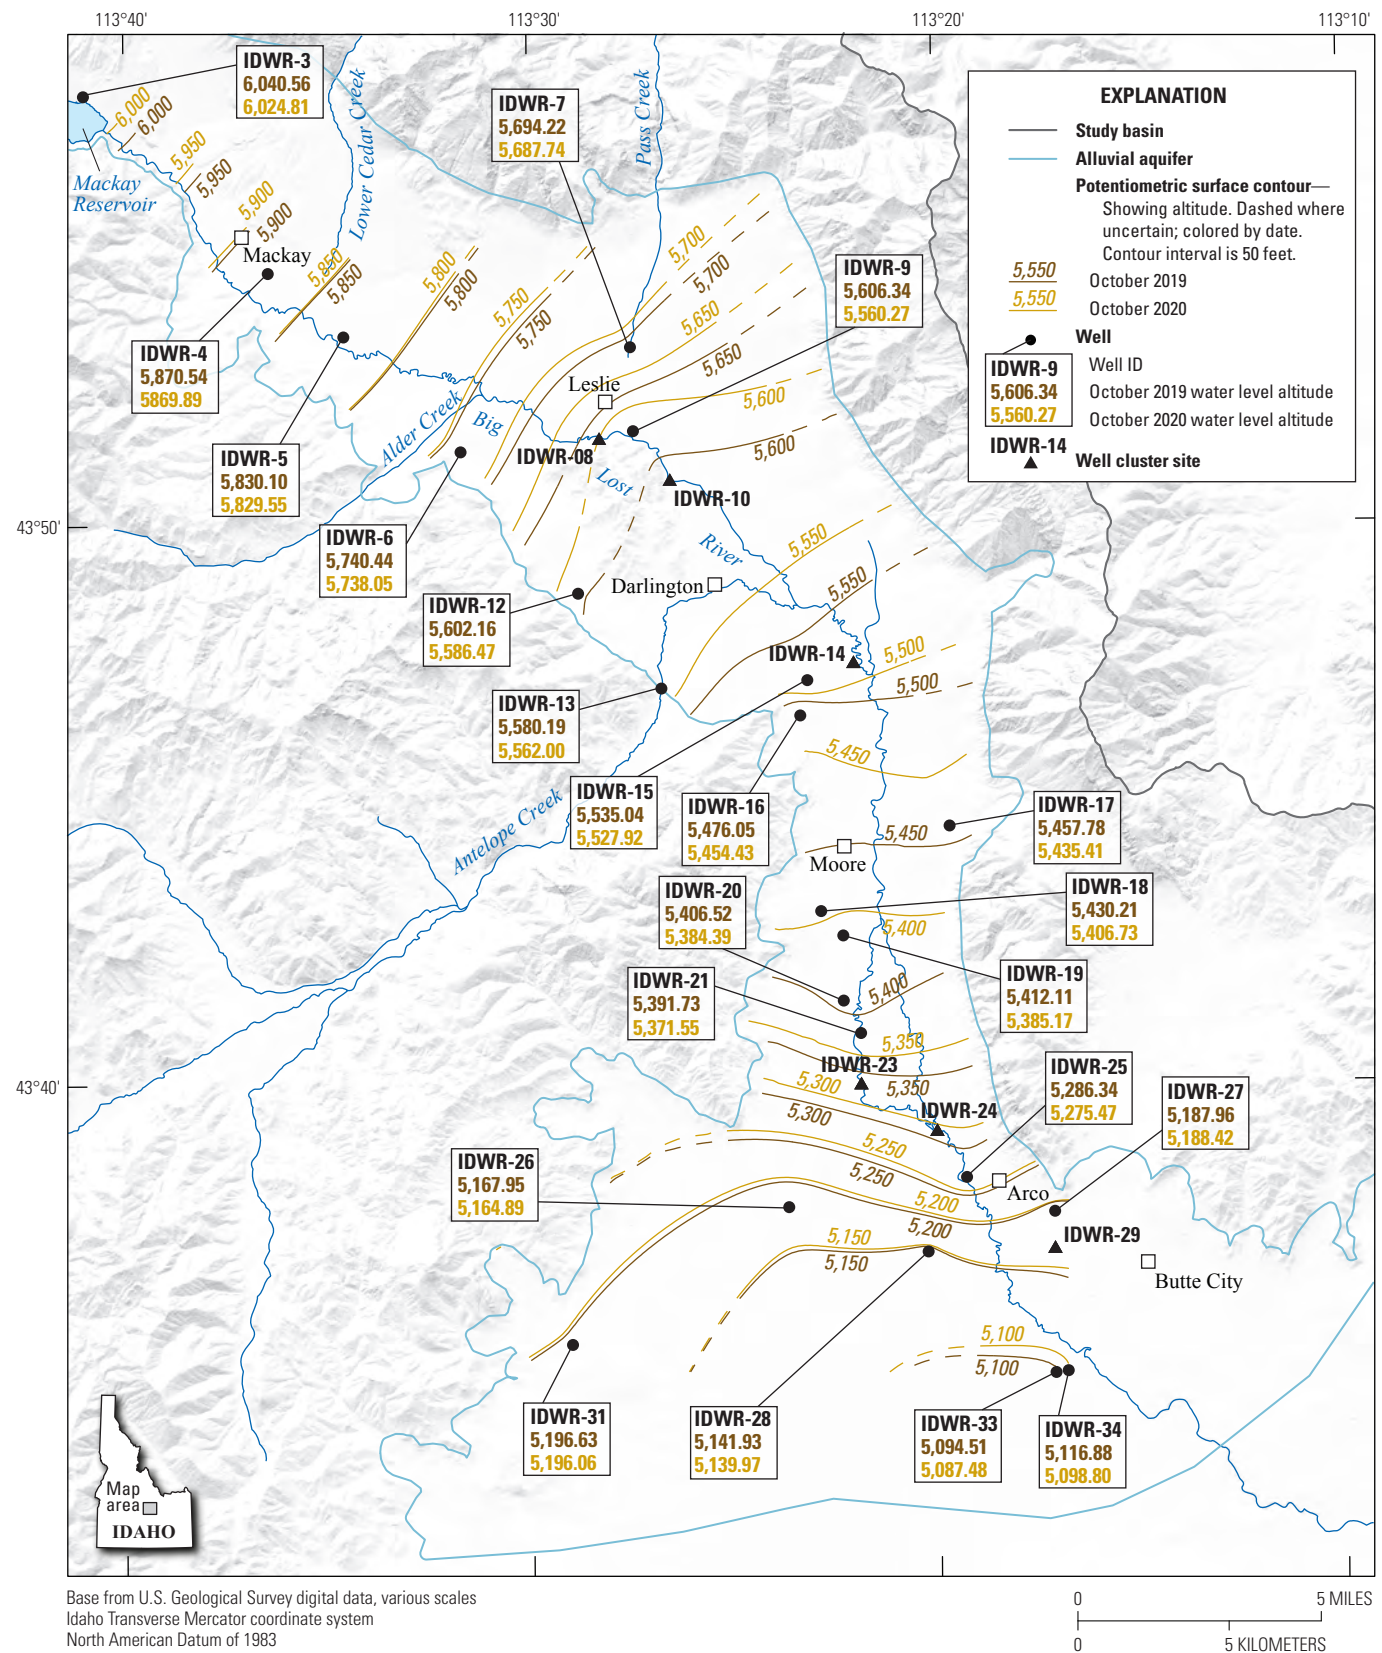 113°40'
113°30'
113°20'
113°10'
IDWR-3
6,040.56
6,024.81
6,000
6,000
Mackay
Reservoir
5,950
5,950
5,900
5,900
Mackay
Lower Cedar Creek
5,850
5,850
IDWR-7
5,694.22
5,687.74
Pass Creek
5,800
5,800
5,750
5,750
5,700
5,700
5,650
5,650
IDWR-9
5,606.34
5,560.27
EXPLANATION
Study basin
Alluvial aquifer
Potentiometric surface contour—
Showing altitude. Dashed where
uncertain; colored by date.
Contour interval is 50 feet.
5,550
October 2019
5,550
October 2020
Well
IDWR-9
Well ID
5,606.34
October 2019 water level altitude
5,560.27
October 2020 water level altitude
IDWR-14
Well cluster site
IDWR-4
5,870.54
5869.89
Leslie
5,600
5,600
Alder Creek
Big
Lost
River
IDWR-08
IDWR-10
IDWR-5
5,830.10
5,829.55
43°50'
IDWR-6
5,740.44
5,738.05
5,550
5,550
Darlington
IDWR-12
5,602.16
5,586.47
IDWR-14
5,500
5,500
IDWR-13
5,580.19
5,562.00
5,450
IDWR-15
5,535.04
5,527.92
IDWR-16
5,476.05
5,454.43
IDWR-17
5,457.78
5,435.41
Antelope Creek
5,450
Moore
IDWR-20
5,406.52
5,384.39
IDWR-18
5,430.21
5,406.73
5,400
IDWR-21
5,391.73
5,371.55
5,400
IDWR-19
5,412.11
5,385.17
5,350
43°40'
IDWR-23
5,350
5,300
5,300
IDWR-24
IDWR-25
5,286.34
5,275.47
IDWR-27
5,187.96
5,188.42
IDWR-26
5,167.95
5,164.89
5,250
5,250
Arco
5,200
5,200
IDWR-29
5,150
5,150
Butte City
5,100
5,100
IDWR-31
5,196.63
5,196.06
IDWR-28
5,141.93
5,139.97
IDWR-33
5,094.51
5,087.48
IDWR-34
5,116.88
5,098.80
Map
area
IDAHO
Base from U.S. Geological Survey digital data, various scales
Idaho Transverse Mercator coordinate system
North American Datum of 1983
0
5 MILES
0
5 KILOMETERS